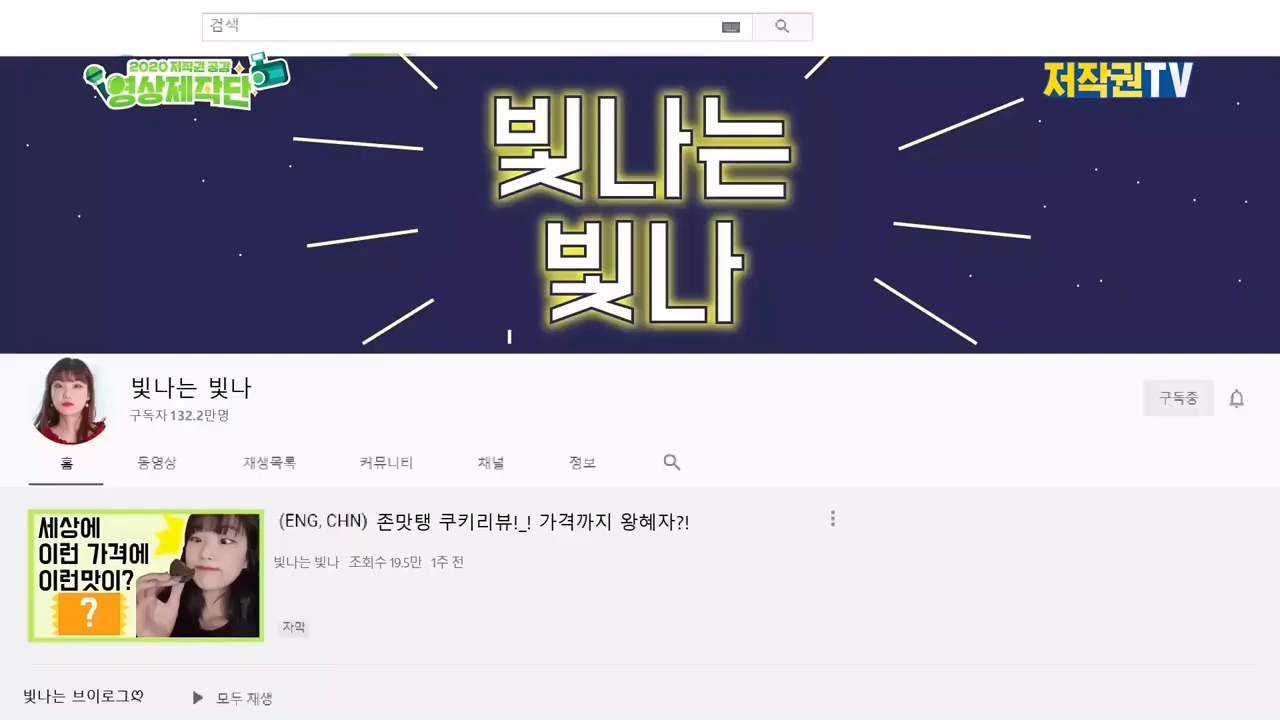 검색
2020 저작권 공감
영상제작단
저작권TV
빛나는
빛나
빛나는 빛나
구독자 132.2만명
구독중
홈 동영상 재생목록 커뮤니티 채널 정보
세상에
이런 가격에
이런맛이?
?
(ENG, CHN) 존맛탱 쿠키리뷰!_! 가격까지 왕혜자?!
빛나는 빛나 조회수 19.5만 1주 전
자막
빛나는 브이로그ღ ▶ 모두 재생